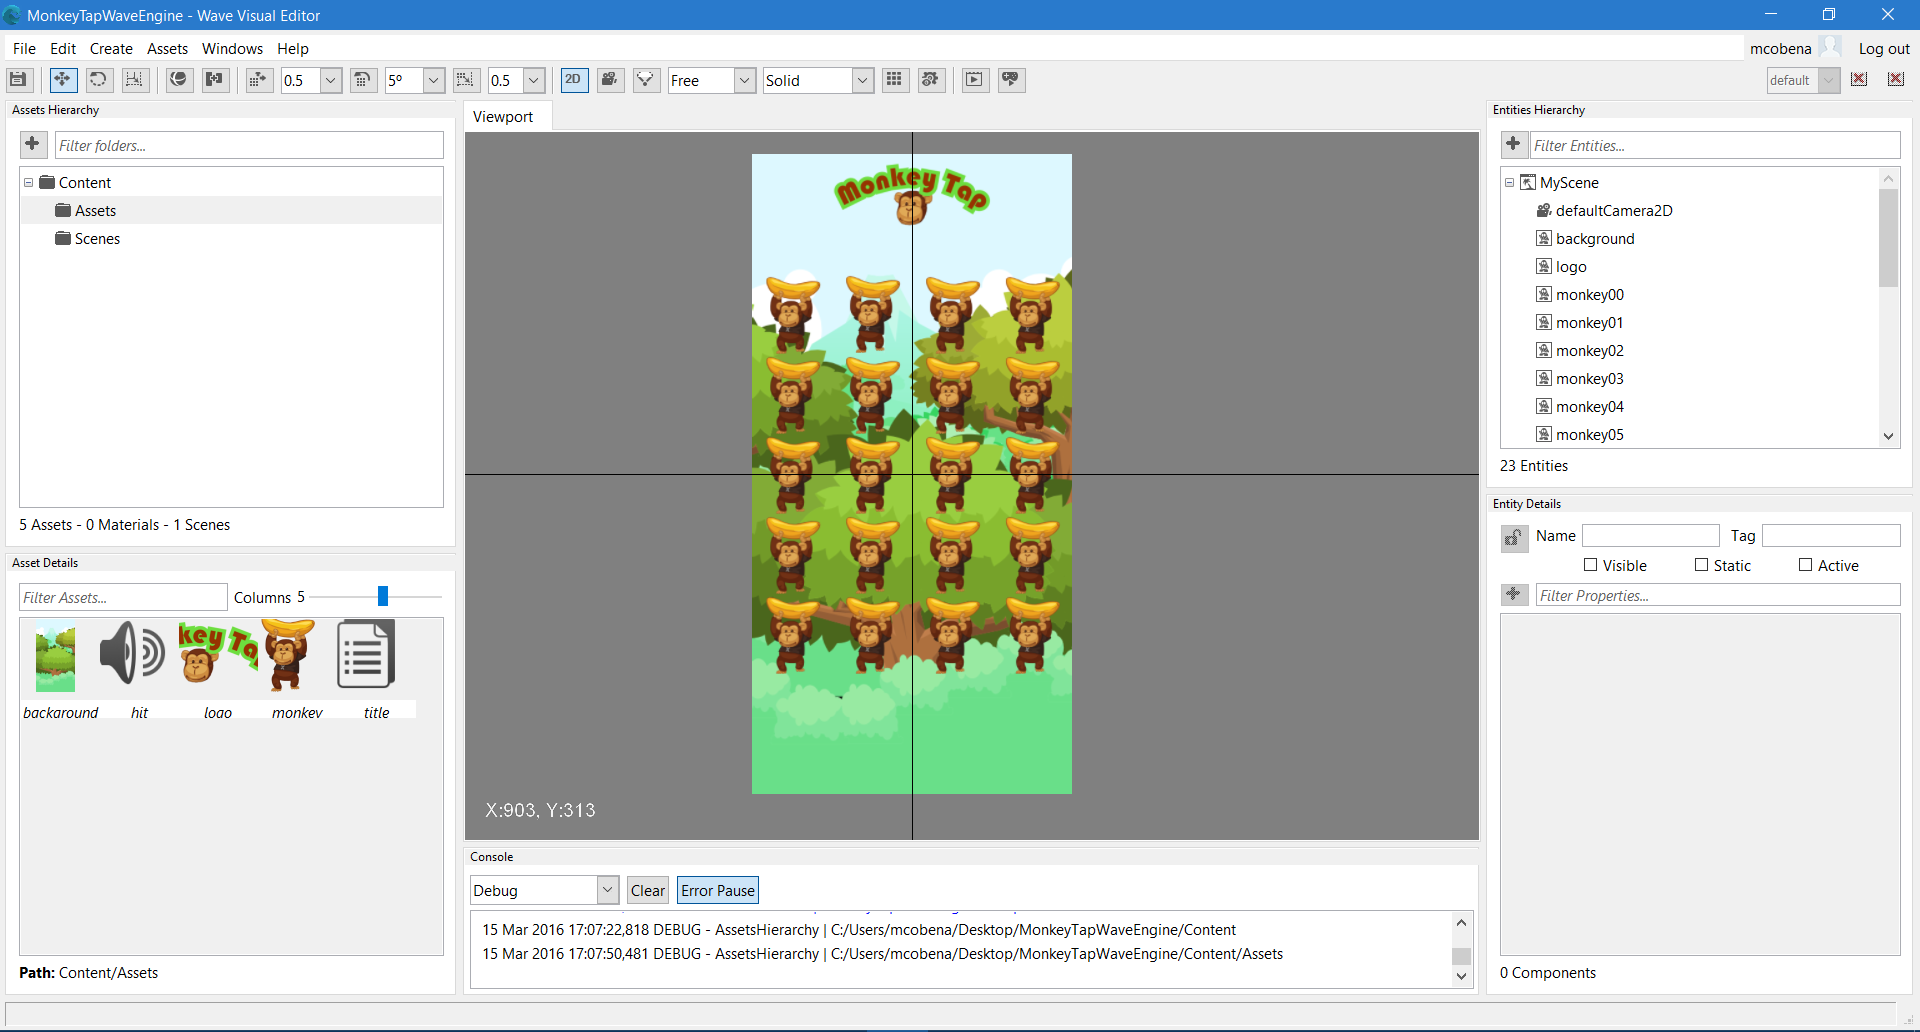 MonkeyTapWaveEngine - Wave Visual Editor
File Edit Create Assets Windows Help
mcobena Log out
0.5 5º 0.5 2D Free Solid default
Assets Hierarchy
Filter folders...
Content
Assets
Scenes
5 Assets - 0 Materials - 1 Scenes
Asset Details
Filter Assets... Columns 5
key Ta
background hit logo monkey title
Path: Content/Assets
Viewport
Monkey Tap
X:903, Y:313
Console
Debug Clear Error Pause
15 Mar 2016 17:07:22,818 DEBUG - AssetsHierarchy | C:/Users/mcobena/Desktop/MonkeyTapWaveEngine/Content
15 Mar 2016 17:07:50,481 DEBUG - AssetsHierarchy | C:/Users/mcobena/Desktop/MonkeyTapWaveEngine/Content/Assets
Entities Hierarchy
Filter Entities...
MyScene
defaultCamera2D
background
logo
monkey00
monkey01
monkey02
monkey03
monkey04
monkey05
23 Entities
Entity Details
Name Tag
Visible Static Active
Filter Properties...
0 Components